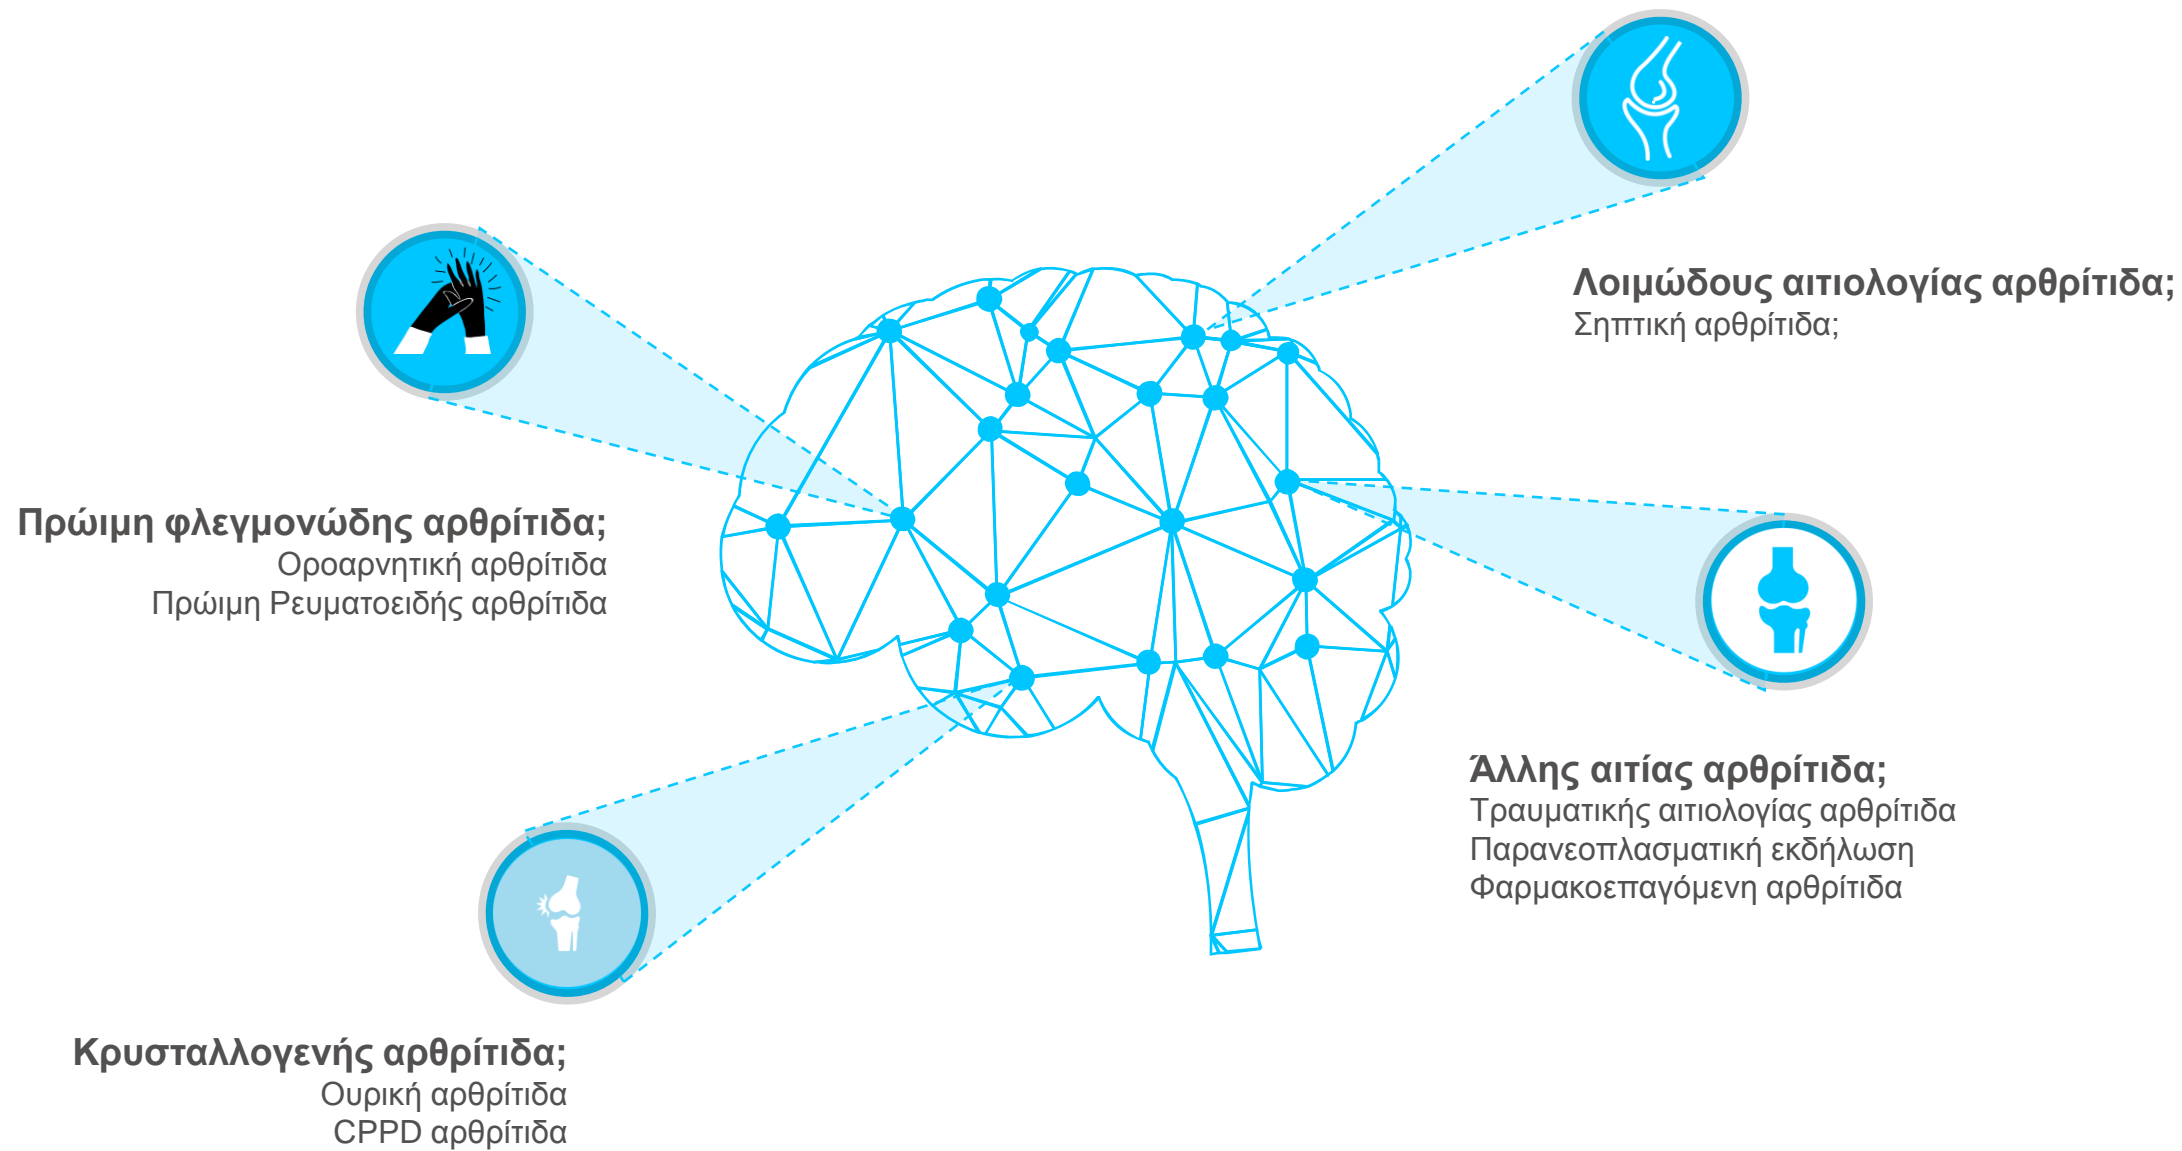 Λοιμώδους αιτιολογίας αρθρίτιδα;
Σηπτική αρθρίτιδα;
Πρώιμη φλεγμονώδης αρθρίτιδα;
Οροαρνητική αρθρίτιδα
Πρώιμη Ρευματοειδής αρθρίτιδα
Άλλης αιτίας αρθρίτιδα;
Τραυματικής αιτιολογίας αρθρίτιδα
Παρανεοπλασματική εκδήλωση
Φαρμακοεπαγόμενη αρθρίτιδα
Κρυσταλλογενής αρθρίτιδα;
Ουρική αρθρίτιδα
CPPD αρθρίτιδα